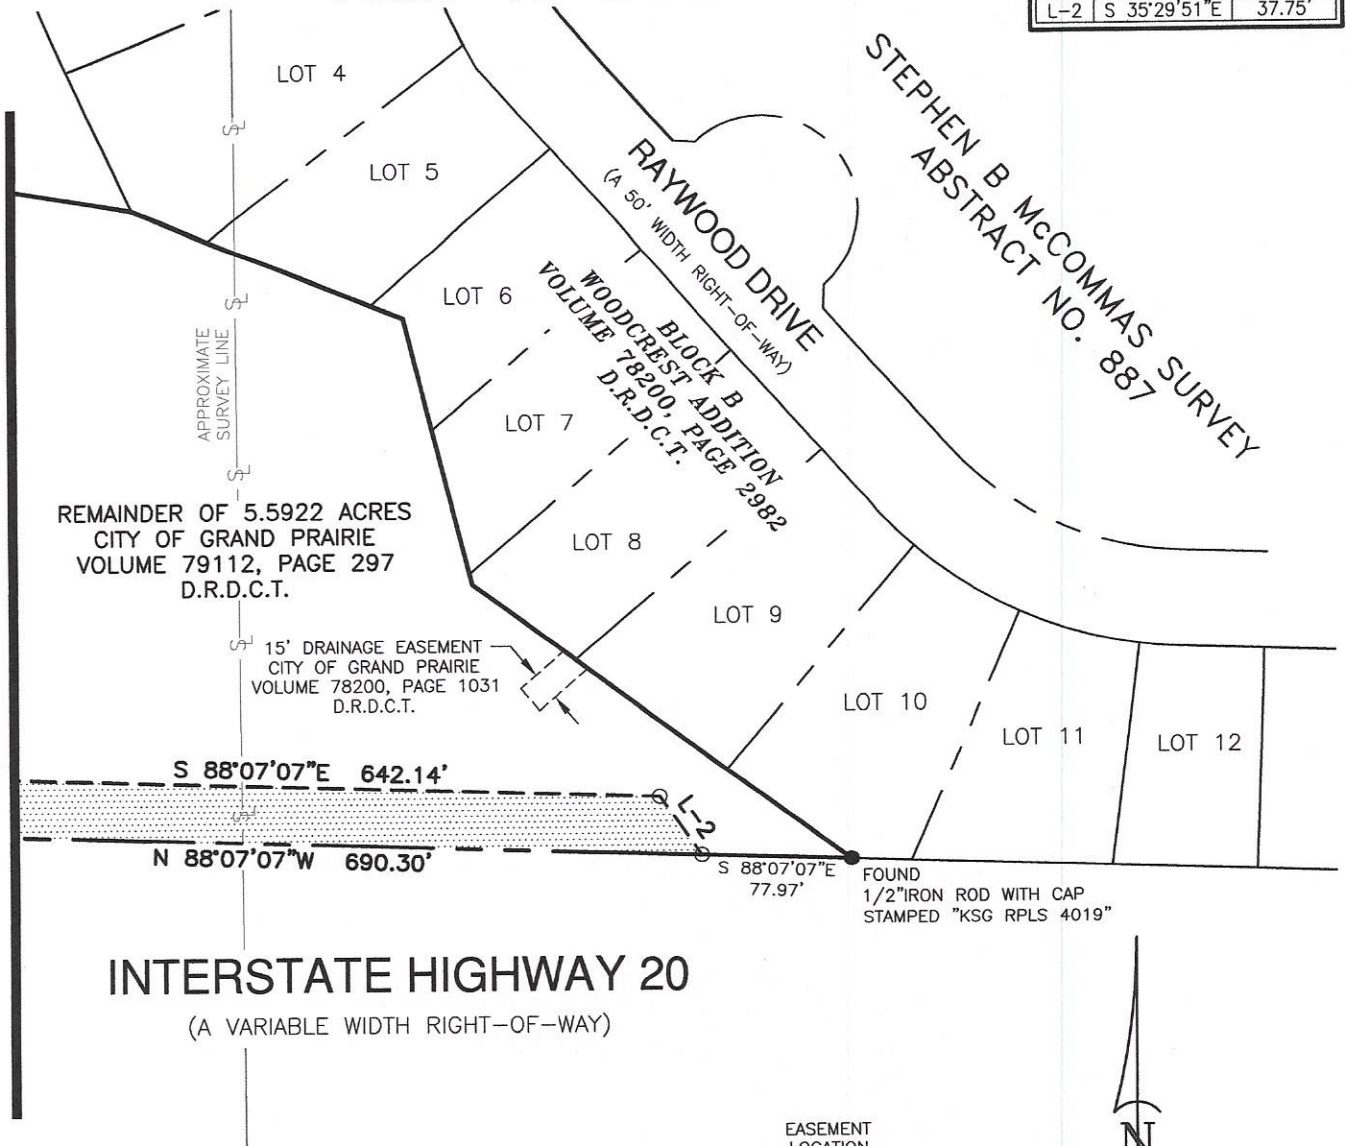 L-2 S 35°29'51"E 37.75'
LOT 4
LOT 5
LOT 6
LOT 7
LOT 8
LOT 9
LOT 10
LOT 11
LOT 12
RAYWOOD DRIVE
(A 50' WIDTH RIGHT-OF-WAY)
STEPHEN B McCOMMAS SURVEY
ABSTRACT NO. 887
BLOCK B
WOODCREST ADDITION
VOLUME 78200, PAGE 2982
D.R.D.C.T.
APPROXIMATE
SURVEY LINE
REMAINDER OF 5.5922 ACRES
CITY OF GRAND PRAIRIE
VOLUME 79112, PAGE 297
D.R.D.C.T.
15' DRAINAGE EASEMENT
CITY OF GRAND PRAIRIE
VOLUME 78200, PAGE 1031
D.R.D.C.T.
S 88°07'07"E 642.14'
L-2
N 88°07'07"W 690.30'
S 88°07'07"E
77.97'
FOUND
1/2"IRON ROD WITH CAP
STAMPED "KSG RPLS 4019"
INTERSTATE HIGHWAY 20
(A VARIABLE WIDTH RIGHT-OF-WAY)
EASEMENT
LOCATION
N